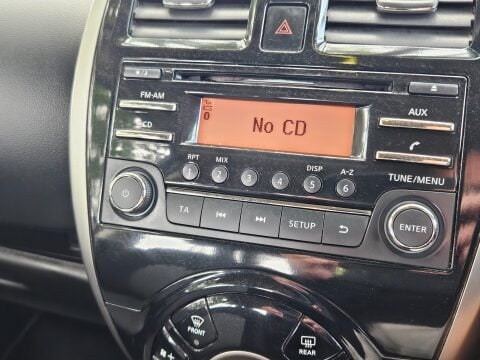 FM-AM
CD
No CD
AUX
RPT MIX DISP A-Z
1 2 3 4 5 6
TUNE/MENU
TA SETUP
ENTER
FRONT
REAR